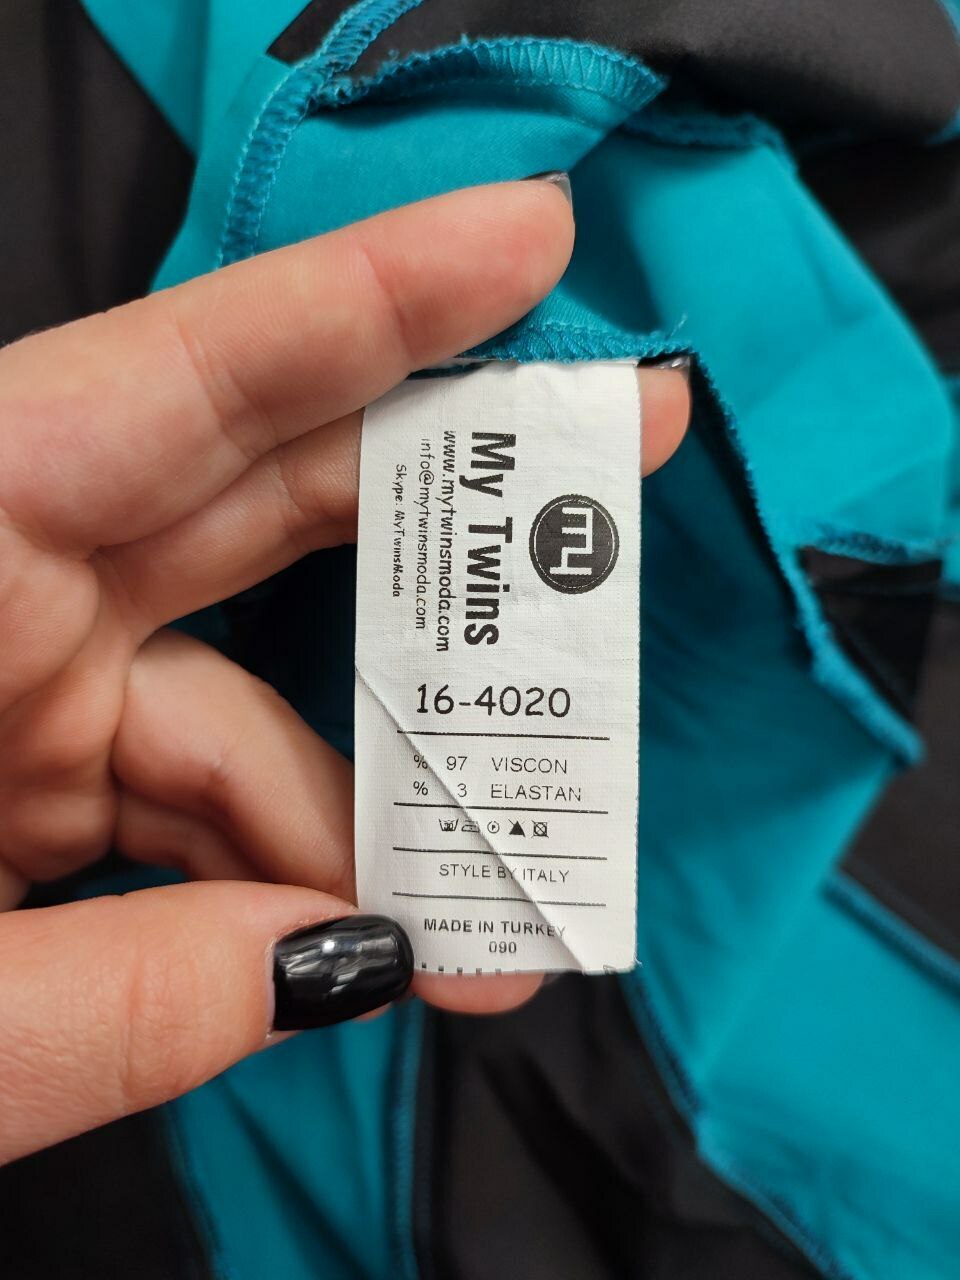 my
My Twins
www.mytwinsmoda.com
info@mytwinsmoda.com
Skype: MyTwinsModa
16-4020
% 97 VISCON
% 3 ELASTAN
STYLE BY ITALY
MADE IN TURKEY
090